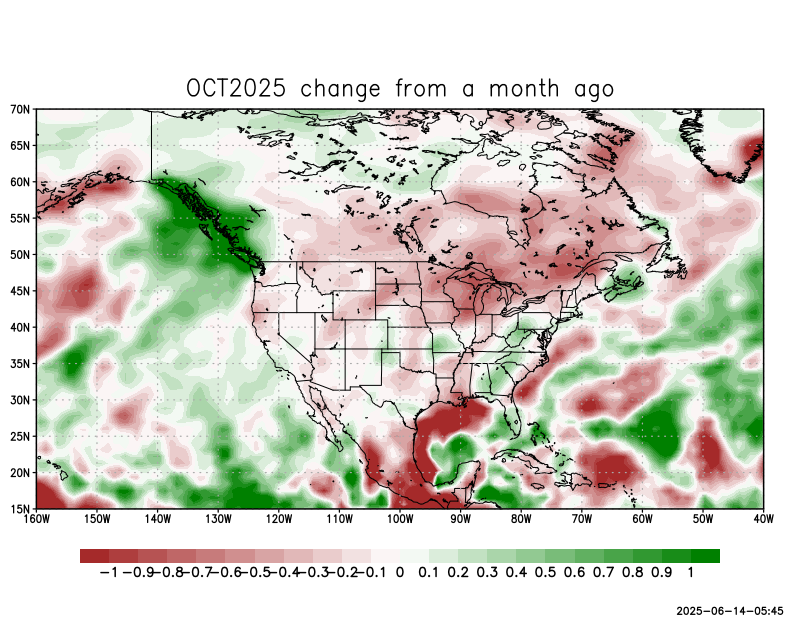 OCT2025 change from a month ago
70N
65N
60N
55N
50N
45N
40N
35N
30N
25N
20N
15N
160W 150W 140W 130W 120W 110W 100W 90W 80W 70W 60W 50W 40W
-1 -0.9 -0.8 -0.7 -0.6 -0.5 -0.4 -0.3 -0.2 -0.1 0 0.1 0.2 0.3 0.4 0.5 0.6 0.7 0.8 0.9 1
2025-06-14-05:45